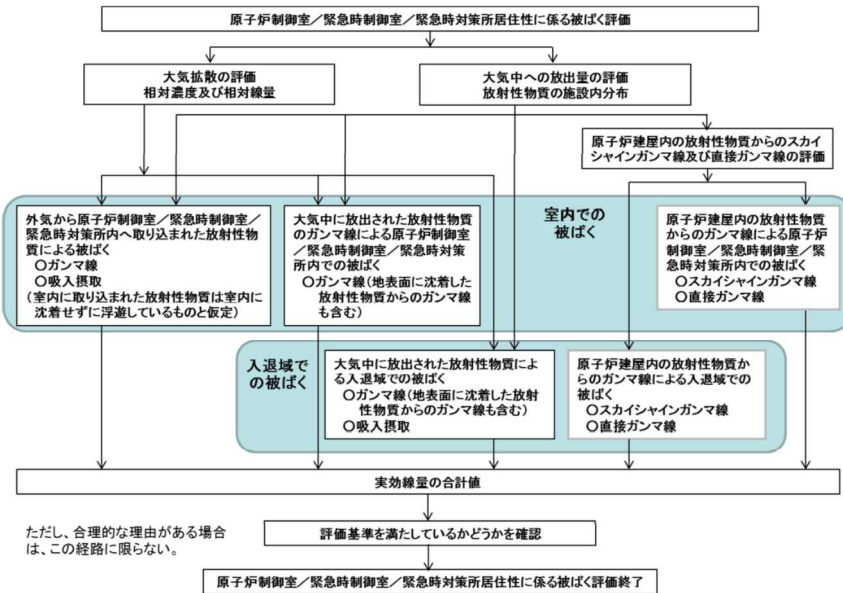 原子炉制御室／緊急時制御室／緊急時対策所居住性に係る被ばく評価
大気拡散の評価
相対濃度及び相対線量
大気中への放出量の評価
放射性物質の施設内分布
原子炉建屋内の放射性物質からのスカイ
シャインガンマ線及び直接ガンマ線の評価
室内での
被ばく
外気から原子炉制御室／緊急時制御室／
緊急時対策所内へ取り込まれた放射性物
質による被ばく
○ガンマ線
○吸入摂取
(室内に取り込まれた放射性物質は室内に
沈着せずに浮遊しているものと仮定)
大気中に放出された放射性物質
のガンマ線による原子炉制御室
／緊急時制御室／緊急時対策
所内での被ばく
○ガンマ線(地表面に沈着した
放射性物質からのガンマ線
も含む)
原子炉建屋内の放射性物質
からのガンマ線による原子炉
制御室／緊急時制御室／緊
急時対策所内での被ばく
○スカイシャインガンマ線
○直接ガンマ線
入退域で
の被ばく
大気中に放出された放射性物質によ
る入退域での被ばく
○ガンマ線(地表面に沈着した放射
性物質からのガンマ線も含む)
○吸入摂取
原子炉建屋内の放射性物質か
らのガンマ線による入退域での
被ばく
○スカイシャインガンマ線
○直接ガンマ線
実効線量の合計値
ただし、合理的な理由がある場合
は、この経路に限らない。
評価基準を満たしているかどうかを確認
原子炉制御室／緊急時制御室／緊急時対策所居住性に係る被ばく評価終了